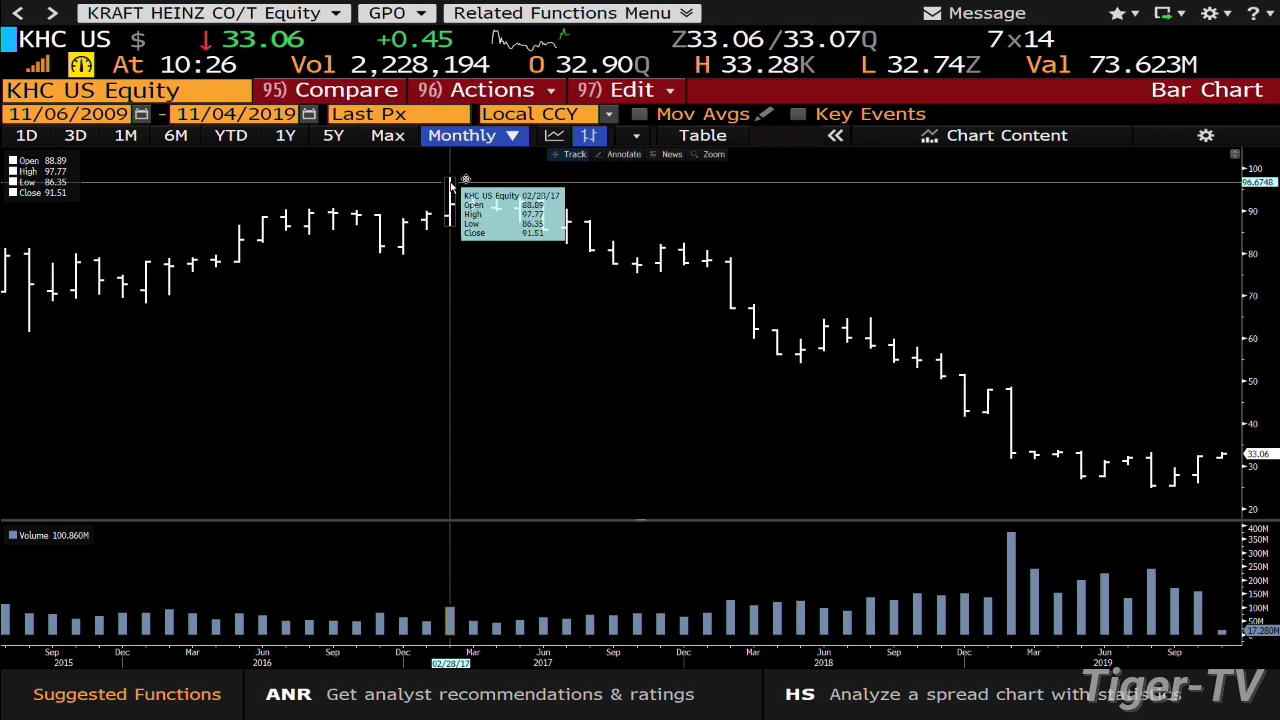 KRAFT HEINZ CO/T Equity GPO Related Functions Menu Message ?
KHC US $ 33.06 +0.45 Z33.06/33.07Q 7x14
At 10:26 Vol 2,228,194 O 32.90Q H 33.28K L 32.74Z Val 73.623M
KHC US Equity 95) Compare 96) Actions 97) Edit Bar Chart
11/06/2009 - 11/04/2019 Last Px Local CCY Mov Avgs Key Events
1D 3D 1M 6M YTD 1Y 5Y Max Monthly Table Chart Content
Track Annotate News Zoom
Open 88.89
High 97.77
Low 86.35
Close 91.51
KHC US Equity 02/28/17
Open 88.89
High 97.77
Low 86.35
Close 91.51
100
96.6748
90
80
70
60
50
40
33.06
30
20
Volume 100.860M
400M
350M
300M
250M
200M
150M
100M
50M
17.280M
Sep Dec Mar Jun Sep Dec Mar Jun Sep Dec Mar Jun Sep Dec Mar Jun Sep
2015 2016 02/28/17 2017 2018 2019
Suggested Functions ANR Get analyst recommendations & ratings HS Analyze a spread chart with statistics
Tiger-TV